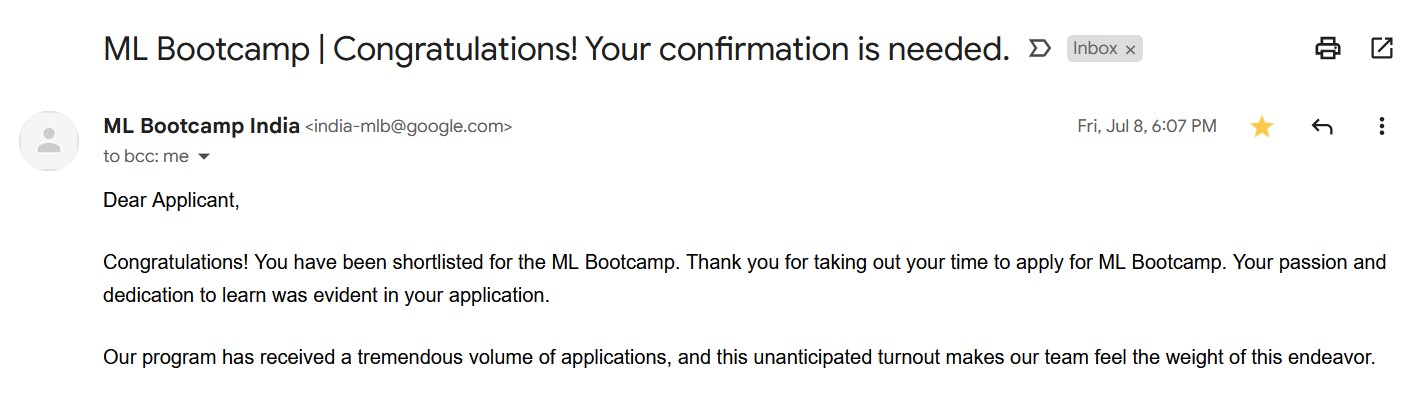 ML Bootcamp | Congratulations! Your confirmation is needed. Inbox ×
ML Bootcamp India <india-mlb@google.com> Fri, Jul 8, 6:07 PM
to bcc: me
Dear Applicant,
Congratulations! You have been shortlisted for the ML Bootcamp. Thank you for taking out your time to apply for ML Bootcamp. Your passion and
dedication to learn was evident in your application.
Our program has received a tremendous volume of applications, and this unanticipated turnout makes our team feel the weight of this endeavor.